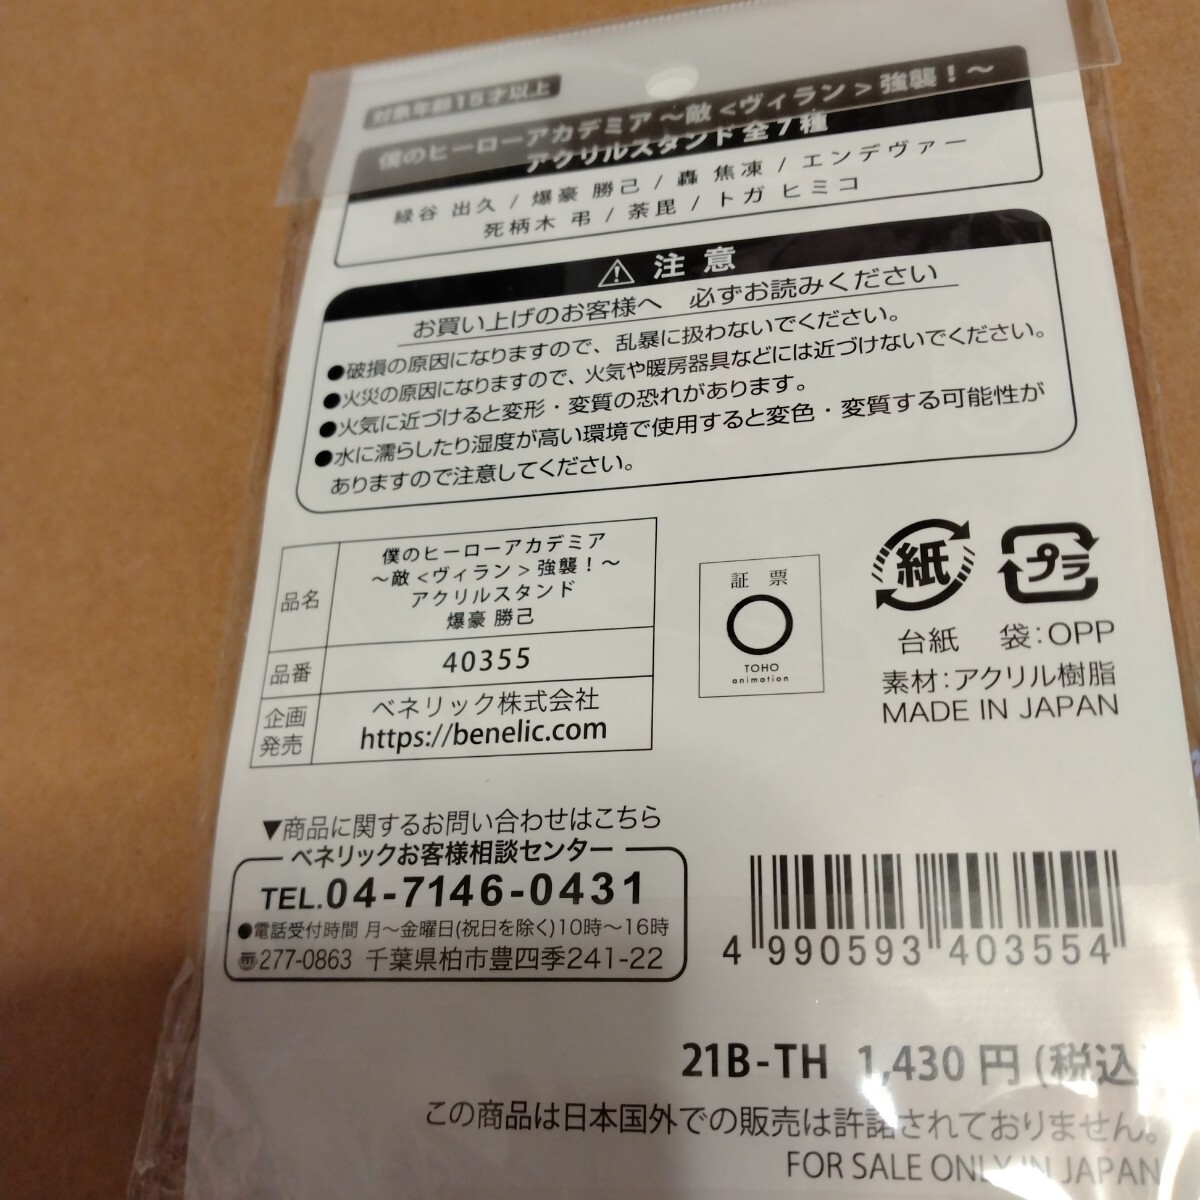 対象年齢15才以上
僕のヒーローアカデミア～敵<ヴィラン>強襲！～
アクリルスタンド 全7種
緑谷 出久/爆豪 勝己/轟 焦凍/エンデヴァー
死柄木 弔/荼毘/トガ ヒミコ
注意
お買い上げのお客様へ 必ずお読みください
●破損の原因になりますので、乱暴に扱わないでください。
●火災の原因になりますので、火気や暖房器具などには近づけないでください。
●火気に近づけると変形・変質の恐れがあります。
●水に濡らしたり湿度が高い環境で使用すると変色・変質する可能性が
ありますので注意してください。
品名
僕のヒーローアカデミア
～敵<ヴィラン>強襲！～
アクリルスタンド
爆豪 勝己
品番
40355
企画
発売
ベネリック株式会社
https://benelic.com
証票
TOHO
animation
紙
プラ
台紙 袋:OPP
素材:アクリル樹脂
MADE IN JAPAN
▼商品に関するお問い合わせはこちら
ベネリックお客様相談センター
TEL.04-7146-0431
●電話受付時間 月～金曜日(祝日を除く)10時～16時
〠277-0863 千葉県柏市豊四季241-22
4 990593 403554
21B-TH 1,430円(税込
この商品は日本国外での販売は許諾されておりません。
FOR SALE ONLY IN JAPAN